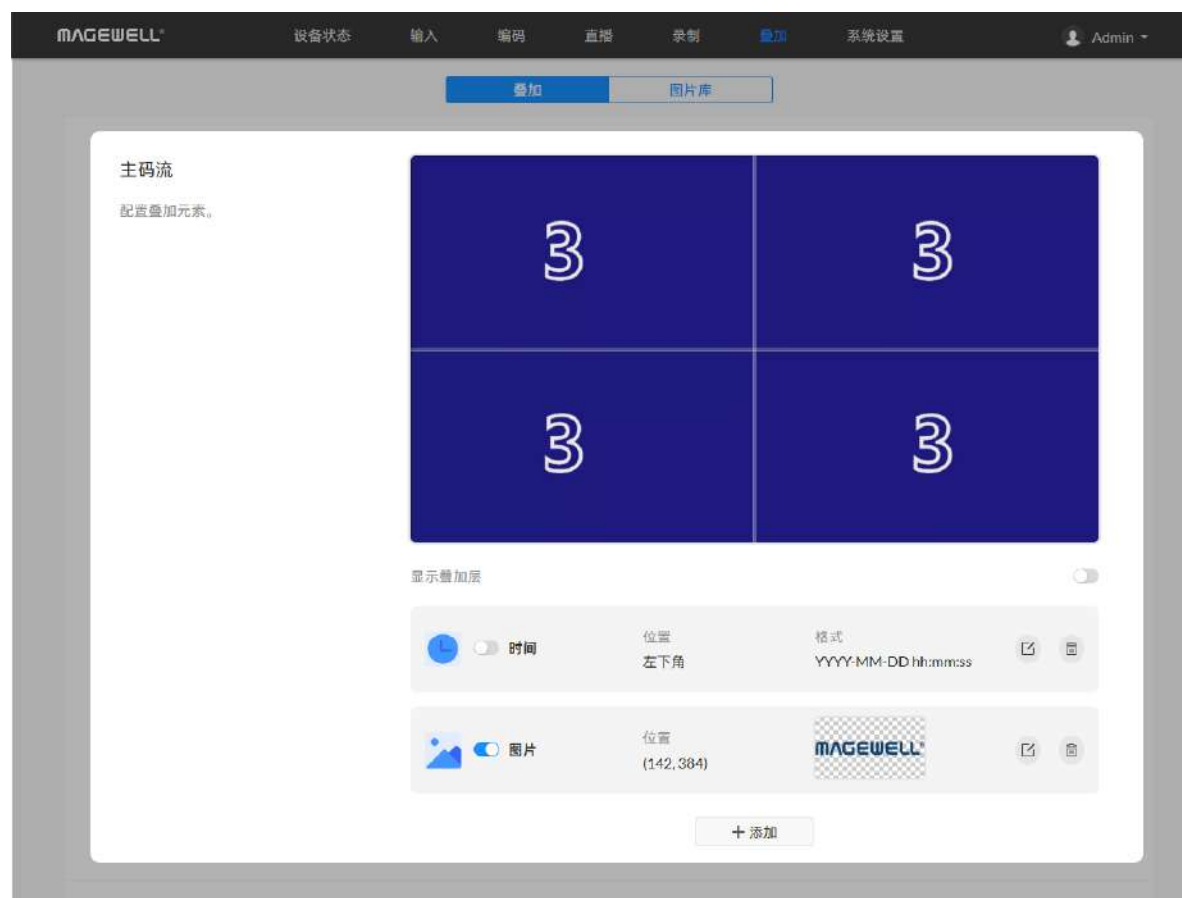 MAGEWELL® 设备状态 输入 编码 直播 录制 叠加 系统设置 Admin
叠加 图片库
主码流
配置叠加元素。
3 3
3 3
显示叠加层
时间
位置
左下角
格式
YYYY-MM-DD hh:mm:ss
图片
位置
(142, 384)
MAGEWELL®
+ 添加